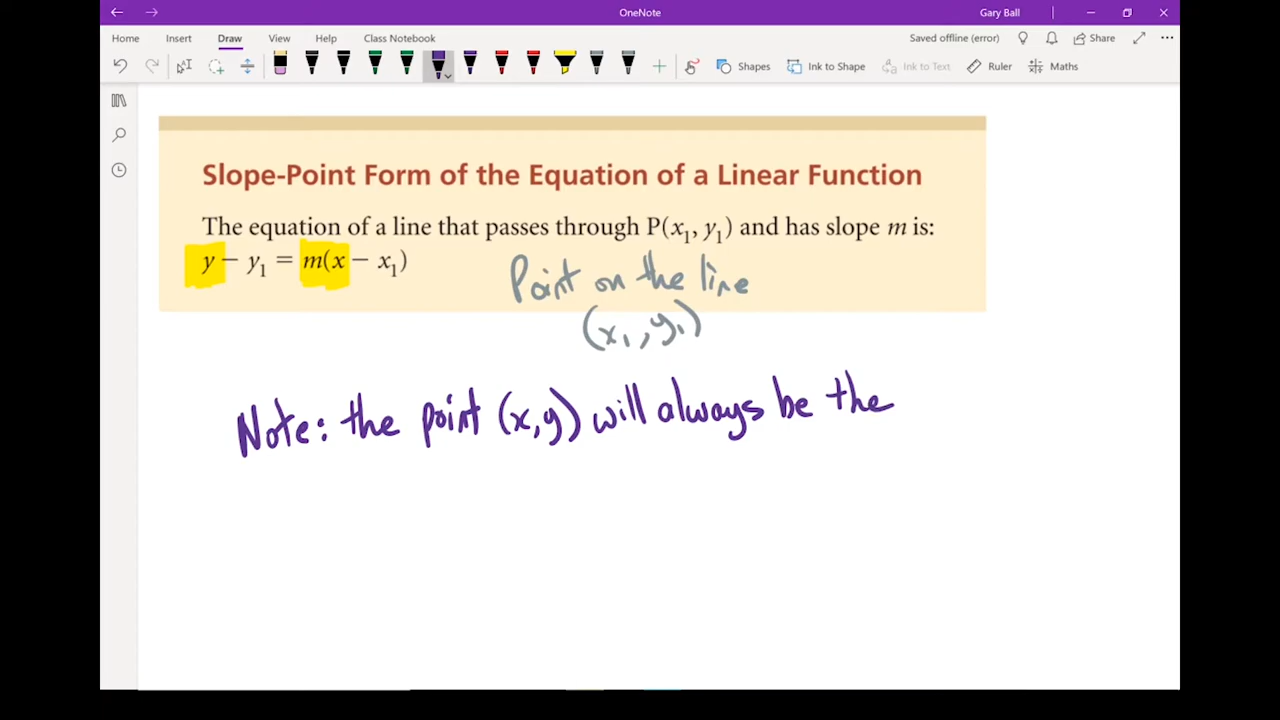 OneNote
Gary Ball
Home Insert Draw View Help Class Notebook
Saved offline (error) Share
Shapes Ink to Shape Ink to Text Ruler Maths
Slope-Point Form of the Equation of a Linear Function
The equation of a line that passes through P(x₁, y₁) and has slope m is:
y − y₁ = m(x − x₁)
Point on the line
(x₁, y₁)
Note: the point (x,y) will always be the